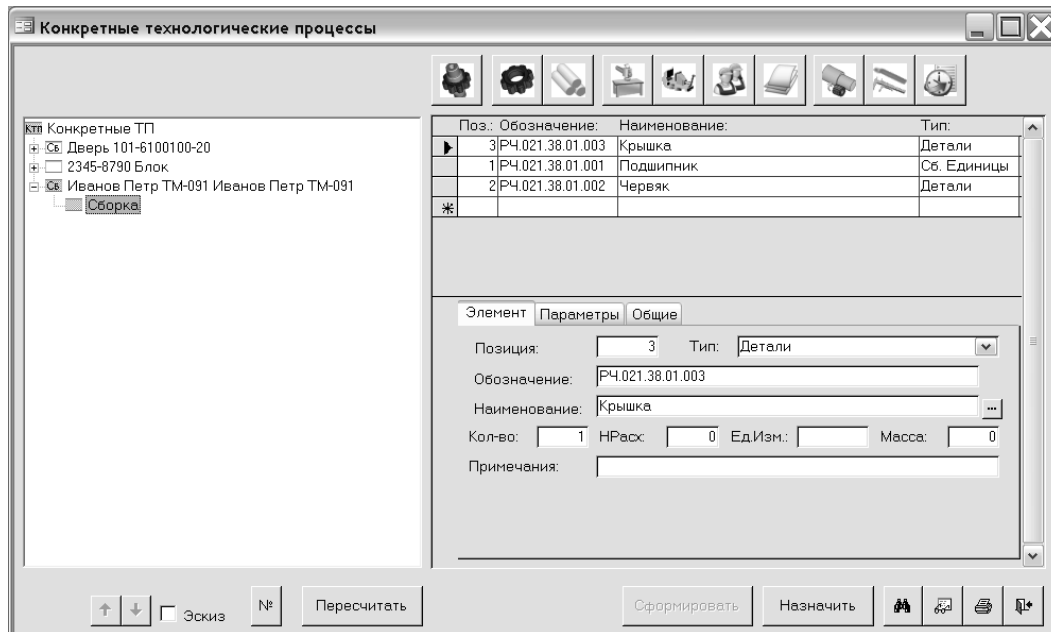 Конкретные технологические процессы
Ктп Конкретные ТП
Сб Дверь 101-6100100-20
2345-8790 Блок
Сб Иванов Петр ТМ-091 Иванов Петр ТМ-091
Сборка
Поз.: Обозначение: Наименование: Тип:
3 РЧ.021.38.01.003 Крышка Детали
1 РЧ.021.38.01.001 Подшипник Сб. Единицы
2 РЧ.021.38.01.002 Червяк Детали
Элемент Параметры Общие
Позиция: 3 Тип: Детали
Обозначение: РЧ.021.38.01.003
Наименование: Крышка ...
Кол-во: 1 НРасх: 0 Ед.Изм.: Масса: 0
Примечания:
Эскиз № Пересчитать Сформировать Назначить